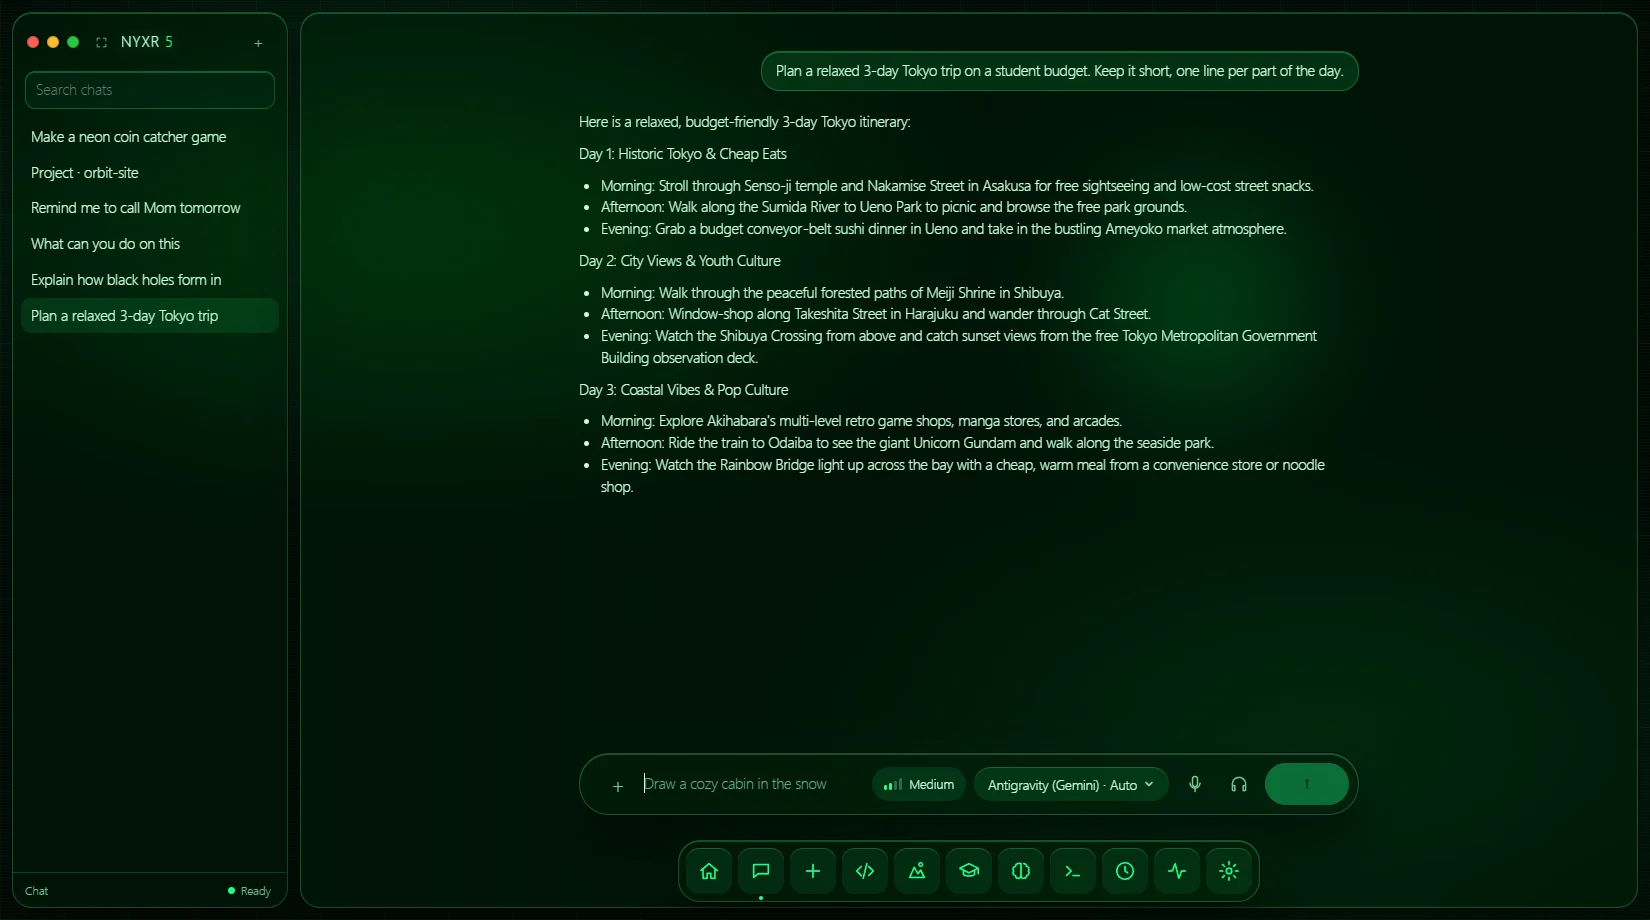 NYXR 5
+
Search chats
Make a neon coin catcher game
Project · orbit-site
Remind me to call Mom tomorrow
What can you do on this
Explain how black holes form in
Plan a relaxed 3-day Tokyo trip
Chat
Ready
Plan a relaxed 3-day Tokyo trip on a student budget. Keep it short, one line per part of the day.
Here is a relaxed, budget-friendly 3-day Tokyo itinerary:
Day 1: Historic Tokyo & Cheap Eats
• Morning: Stroll through Senso-ji temple and Nakamise Street in Asakusa for free sightseeing and low-cost street snacks.
• Afternoon: Walk along the Sumida River to Ueno Park to picnic and browse the free park grounds.
• Evening: Grab a budget conveyor-belt sushi dinner in Ueno and take in the bustling Ameyoko market atmosphere.
Day 2: City Views & Youth Culture
• Morning: Walk through the peaceful forested paths of Meiji Shrine in Shibuya.
• Afternoon: Window-shop along Takeshita Street in Harajuku and wander through Cat Street.
• Evening: Watch the Shibuya Crossing from above and catch sunset views from the free Tokyo Metropolitan Government
Building observation deck.
Day 3: Coastal Vibes & Pop Culture
• Morning: Explore Akihabara's multi-level retro game shops, manga stores, and arcades.
• Afternoon: Ride the train to Odaiba to see the giant Unicorn Gundam and walk along the seaside park.
• Evening: Watch the Rainbow Bridge light up across the bay with a cheap, warm meal from a convenience store or noodle
shop.
+ Draw a cozy cabin in the snow Medium Antigravity (Gemini) · Auto ↑